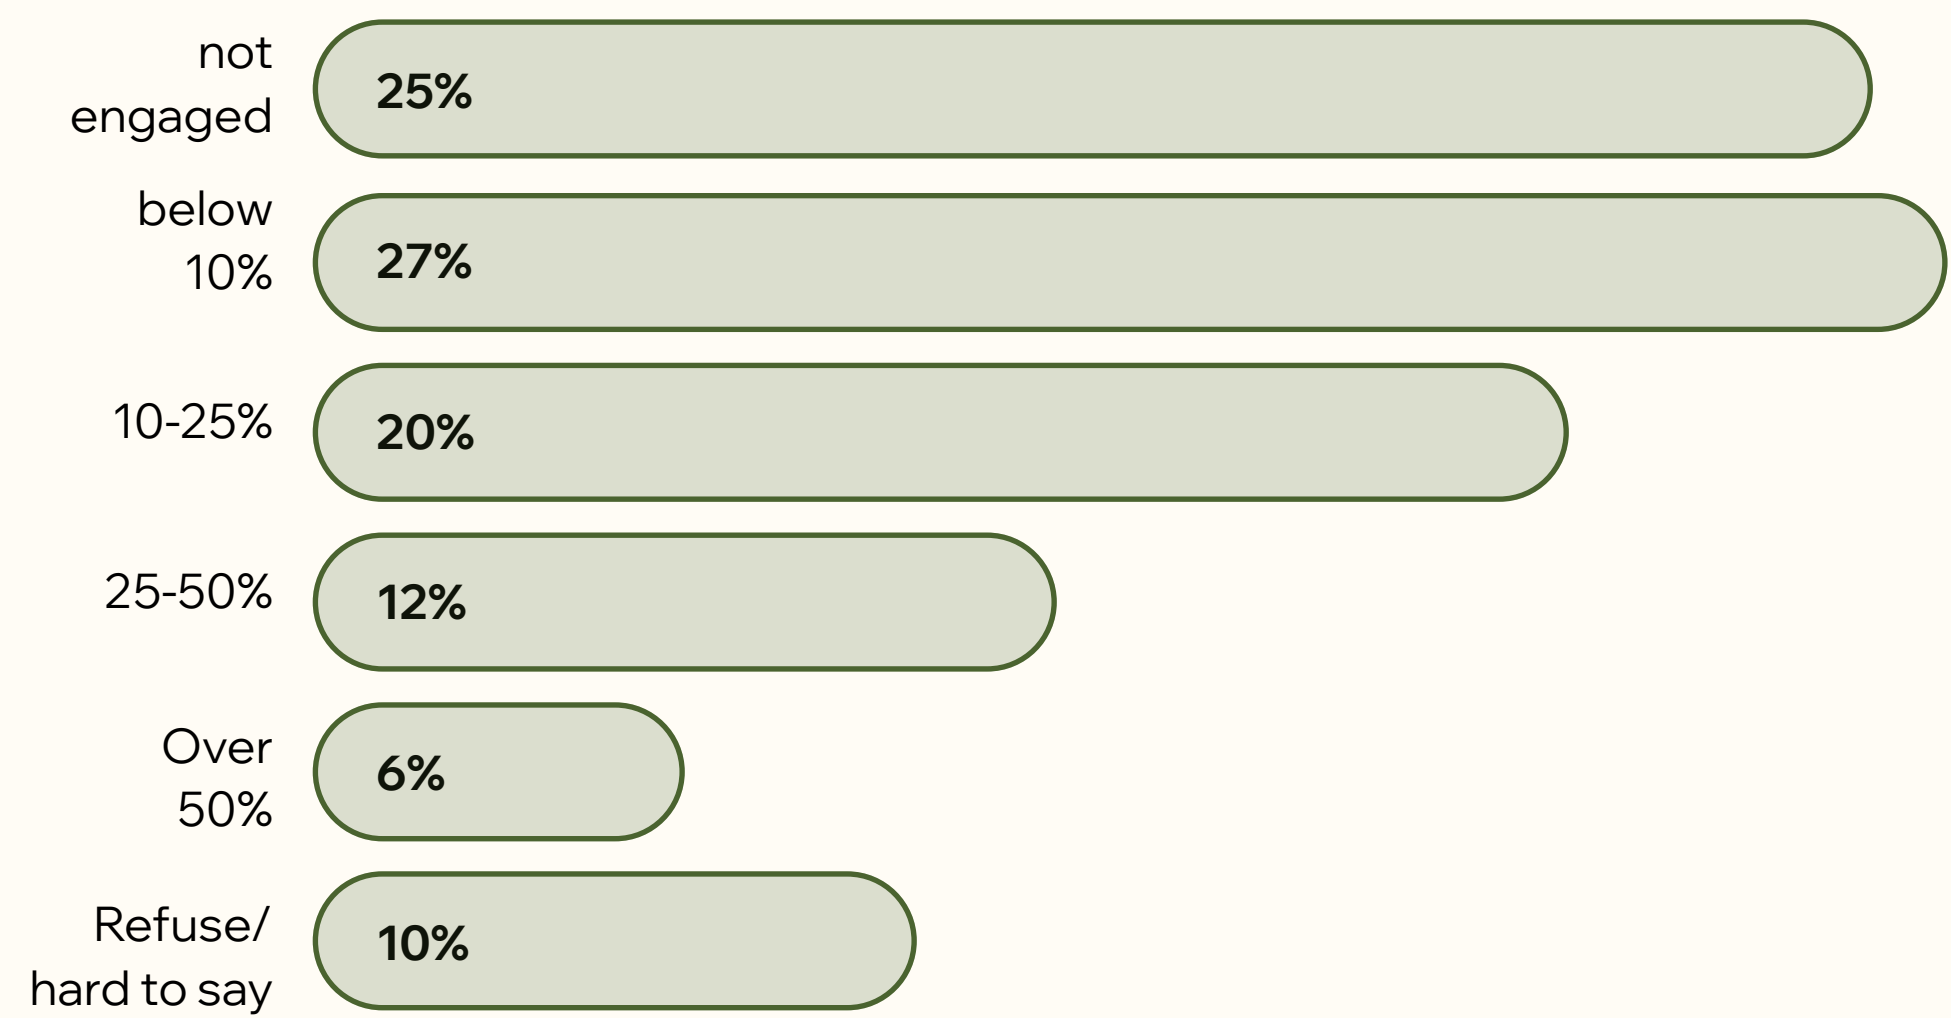 not
engaged
25%
below
10%
27%
10-25%
20%
25-50%
12%
Over
50%
6%
Refuse/
hard to say
10%